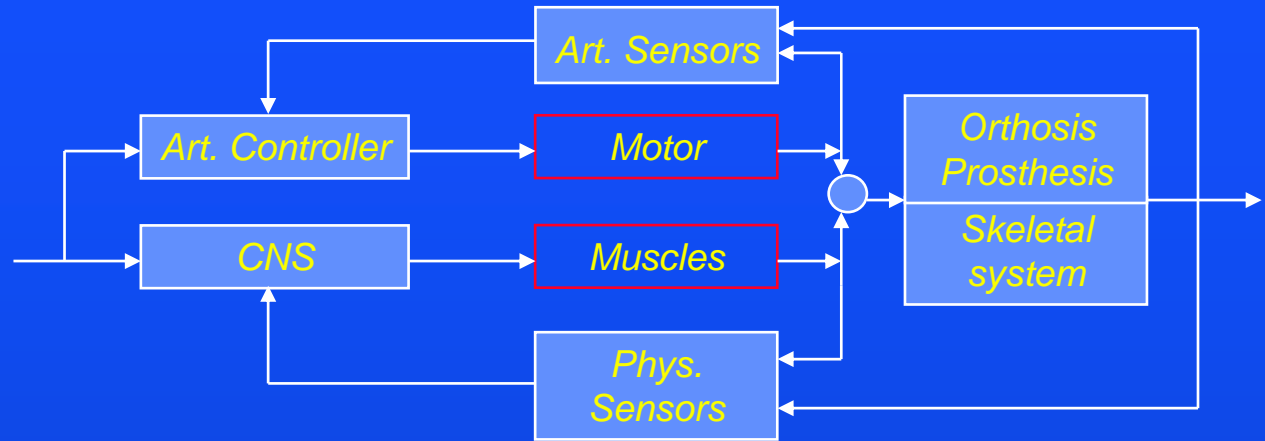 Art. Sensors
Art. Controller
Motor
Orthosis
Prosthesis
CNS
Muscles
Skeletal
system
Phys.
Sensors